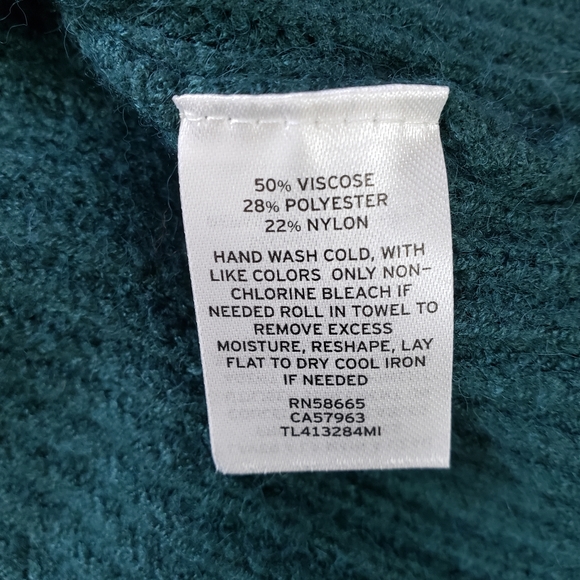 50% VISCOSE
28% POLYESTER
22% NYLON
HAND WASH COLD, WITH
LIKE COLORS ONLY NON-
CHLORINE BLEACH IF
NEEDED ROLL IN TOWEL TO
REMOVE EXCESS
MOISTURE, RESHAPE, LAY
FLAT TO DRY COOL IRON
IF NEEDED
RN58665
CA57963
TL413284MI